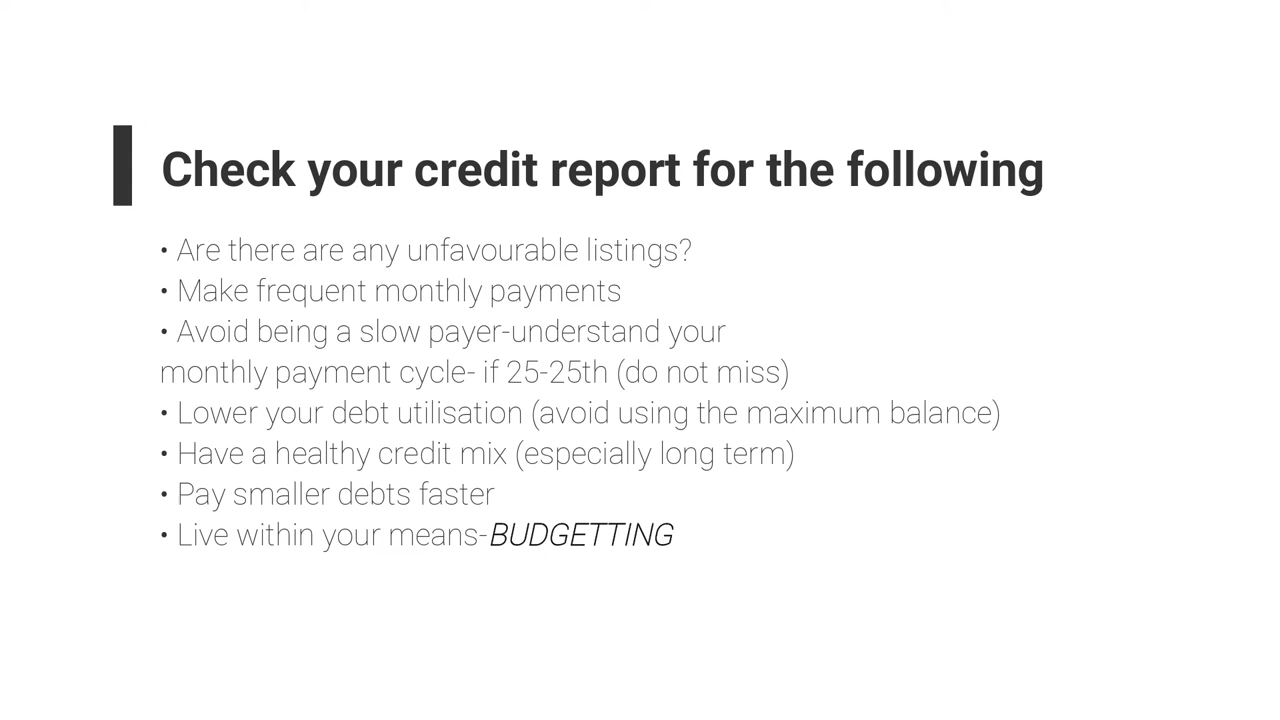 Check your credit report for the following
• Are there are any unfavourable listings?
• Make frequent monthly payments
• Avoid being a slow payer-understand your
monthly payment cycle- if 25-25th (do not miss)
• Lower your debt utilisation (avoid using the maximum balance)
• Have a healthy credit mix (especially long term)
• Pay smaller debts faster
• Live within your means-BUDGETTING